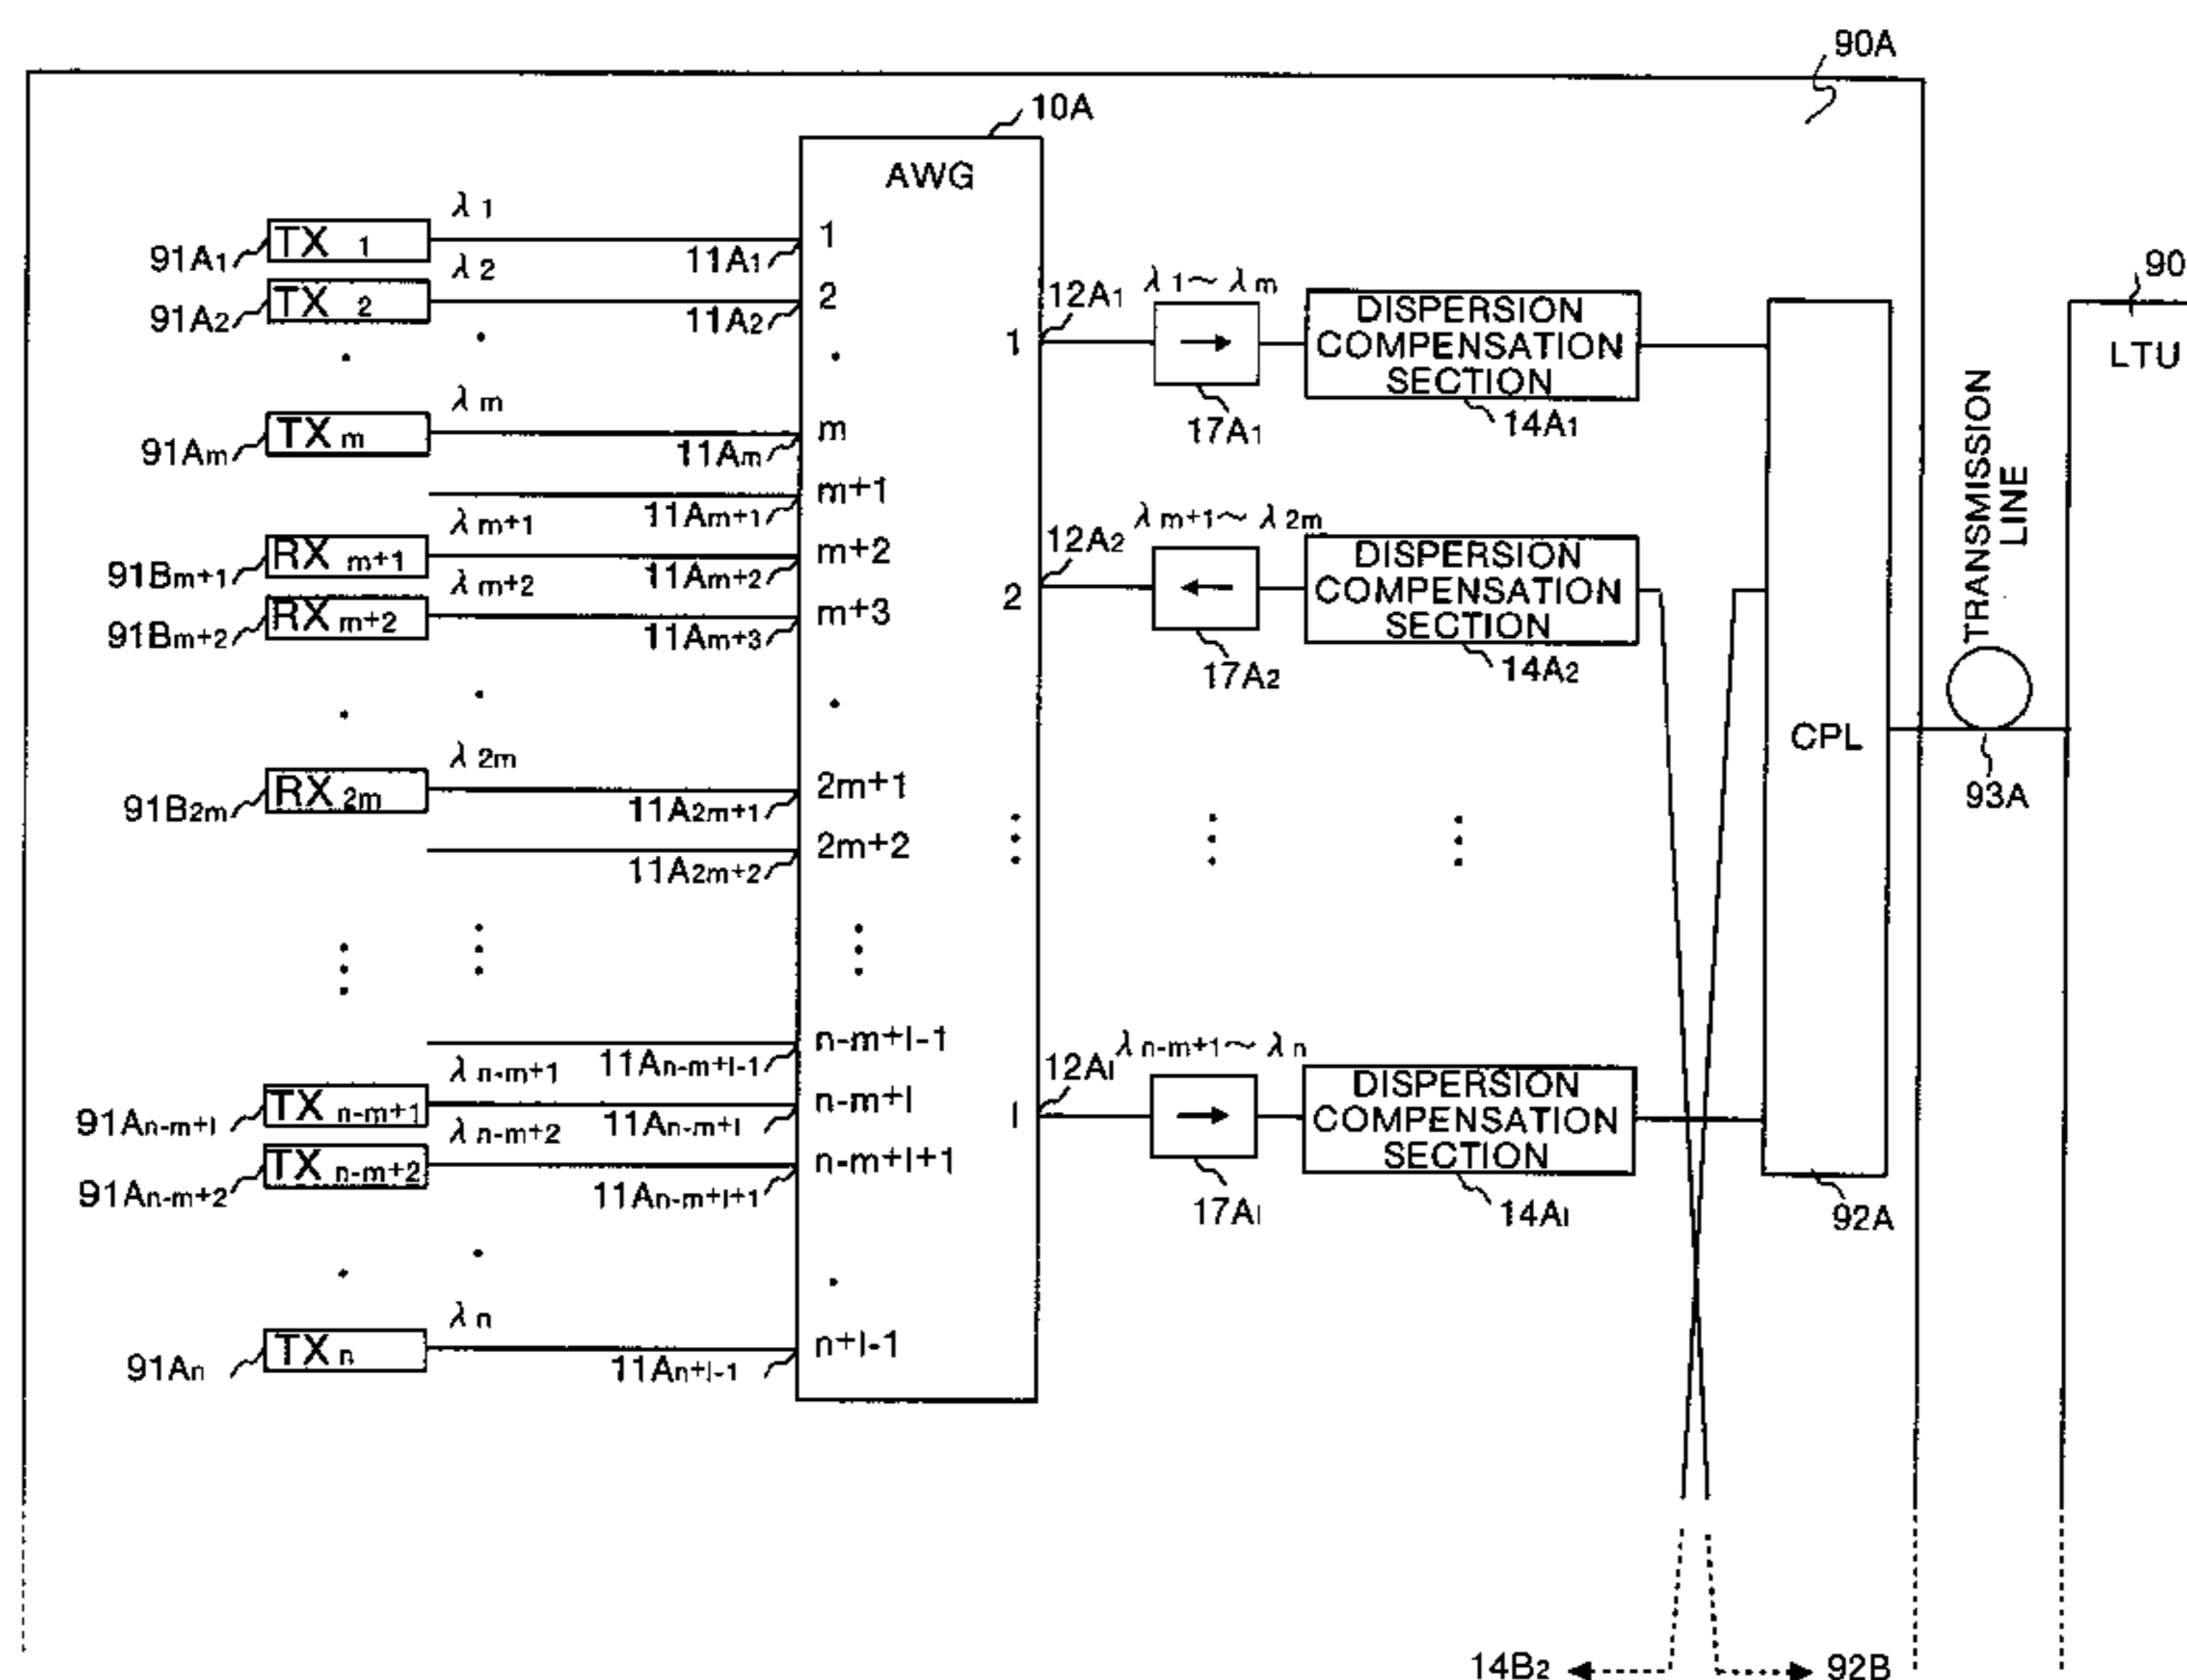 90A
10A
AWG
λ1
91A1 TX 1 11A1 1
λ2
91A2 TX 2 11A2 2
λm
91Am TX m 11Am m
11Am+1 m+1
λm+1
91Bm+1 RX m+1 11Am+2 m+2
λm+2
91Bm+2 RX m+2 11Am+3 m+3
λ2m
91B2m RX 2m 11A2m+1 2m+1
11A2m+2 2m+2
11An-m+l-1 n-m+l-1
λn-m+1
91An-m+l TX n-m+1 11An-m+l n-m+l
λn-m+2
91An-m+2 TX n-m+2 11An-m+l+1 n-m+l+1
λn
91An TX n 11An+l-1 n+l-1
1 12A1 λ1~λm
17A1
DISPERSION
COMPENSATION
SECTION
14A1
2 12A2 λm+1~λ2m
17A2
DISPERSION
COMPENSATION
SECTION
14A2
l 12Al λn-m+1~λn
17Al
DISPERSION
COMPENSATION
SECTION
14Al
CPL
92A
TRANSMISSION
LINE
93A
90
LTU
14B2
92B